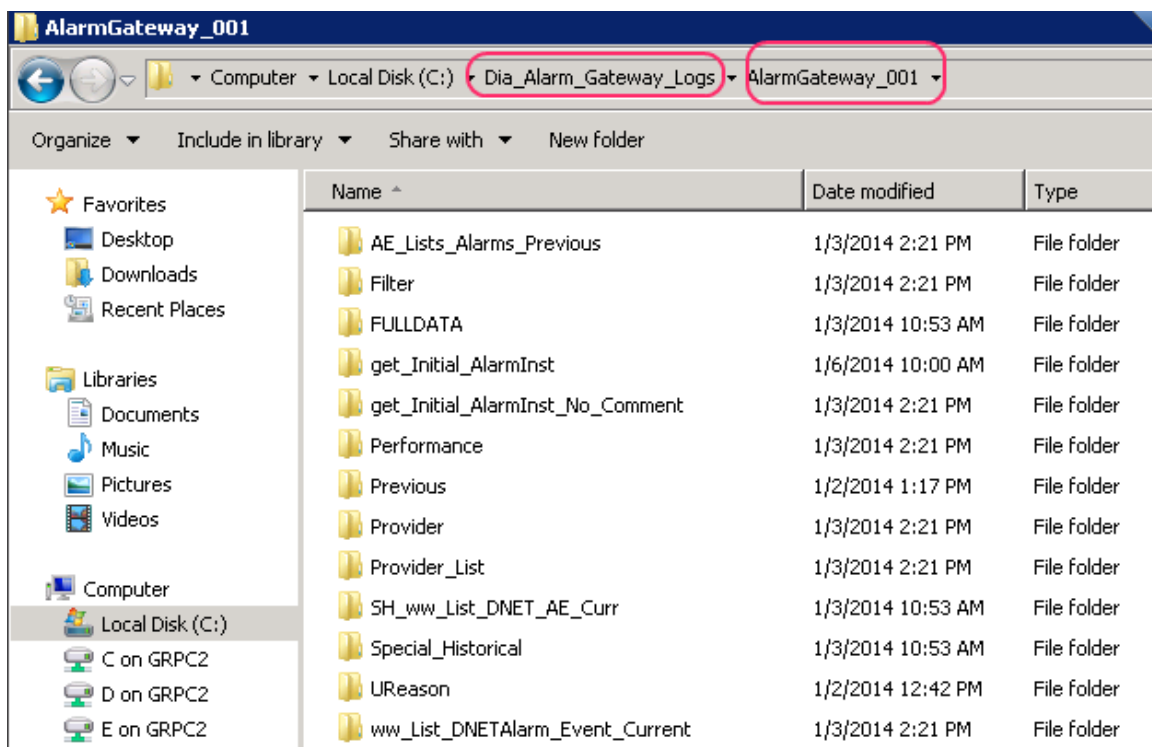 AlarmGateway_001
Computer Local Disk (C:) Dia_Alarm_Gateway_Logs AlarmGateway_001
Organize Include in library Share with New folder
Favorites
Desktop
Downloads
Recent Places
Libraries
Documents
Music
Pictures
Videos
Computer
Local Disk (C:)
C on GRPC2
D on GRPC2
E on GRPC2
Name Date modified Type
AE_Lists_Alarms_Previous 1/3/2014 2:21 PM File folder
Filter 1/3/2014 2:21 PM File folder
FULLDATA 1/3/2014 10:53 AM File folder
get_Initial_AlarmInst 1/6/2014 10:00 AM File folder
get_Initial_AlarmInst_No_Comment 1/3/2014 2:21 PM File folder
Performance 1/3/2014 2:21 PM File folder
Previous 1/2/2014 1:17 PM File folder
Provider 1/3/2014 2:21 PM File folder
Provider_List 1/3/2014 2:21 PM File folder
SH_ww_List_DNET_AE_Curr 1/3/2014 10:53 AM File folder
Special_Historical 1/3/2014 10:53 AM File folder
UReason 1/2/2014 12:42 PM File folder
ww_List_DNETAlarm_Event_Current 1/3/2014 2:21 PM File folder